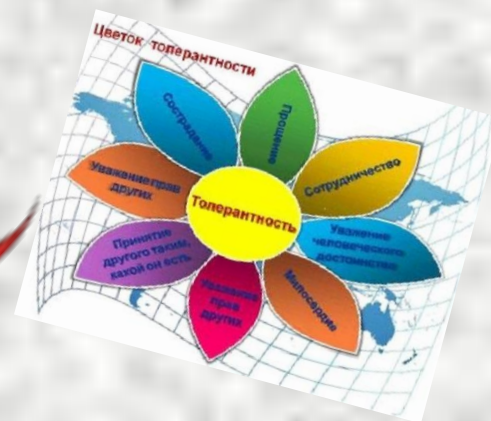 Цветок толерантности
Сострадание
Прощение
Сотрудничество
Уважение
человеческого
достоинства
Милосердие
Уважение
прав
других
Принятие
другого таким,
какой он есть
Уважение прав
других
Толерантность